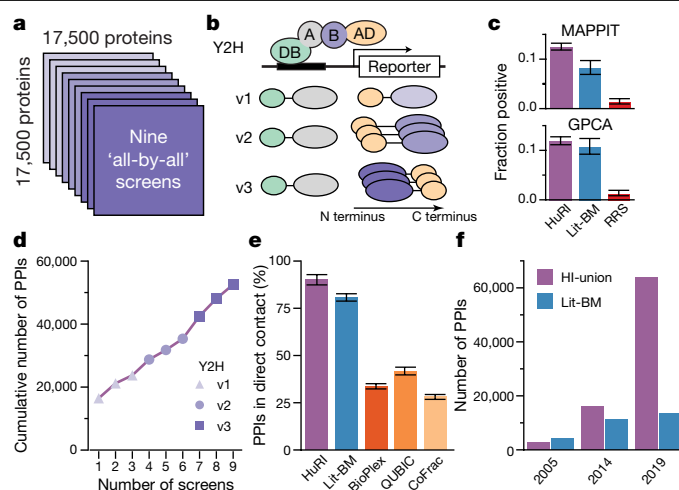 a
17,500 proteins
17,500 proteins
Nine
'all-by-all'
screens
b
Y2H
A
B
AD
DB
Reporter
v1
v2
v3
N terminus
C terminus
c
MAPPIT
0.1
0.0
GPCA
0.1
0.0
Fraction positive
HuRI
Lit-BM
RRS
d
Cumulative number of PPIs
60,000
40,000
20,000
0
Y2H
v1
v2
v3
1 2 3 4 5 6 7 8 9
Number of screens
e
PPIs in direct contact (%)
100
75
50
25
0
HuRI
Lit-BM
BioPlex
QUBIC
CoFrac
f
Number of PPIs
60,000
40,000
20,000
0
HI-union
Lit-BM
2005
2014
2019